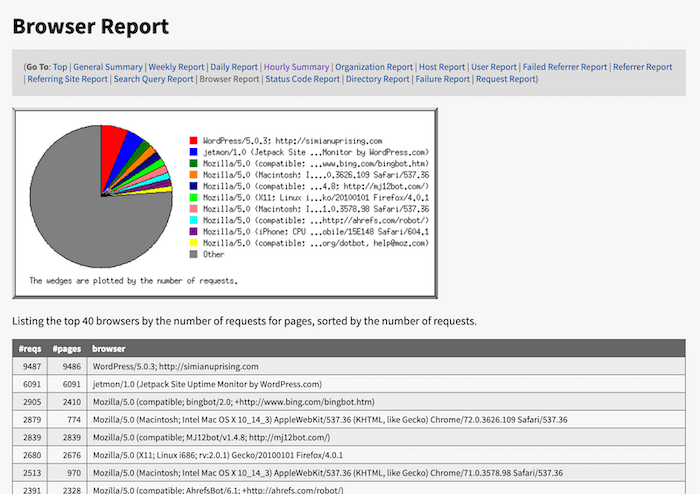 Browser Report
(Go To: Top | General Summary | Weekly Report | Daily Report | Hourly Summary | Organization Report | Host Report | User Report | Failed Referrer Report | Referrer Report
| Referring Site Report | Search Query Report | Browser Report | Status Code Report | Directory Report | Failure Report | Request Report)
WordPress/5.0.3; http://simianuprising.com
jetmon/1.0 (Jetpack Site ...Monitor by WordPress.com)
Mozilla/5.0 (compatible; ...www.bing.com/bingbot.htm)
Mozilla/5.0 (Macintosh; I....0.3626.109 Safari/537.36
Mozilla/5.0 (compatible; ...4.8; http://mj12bot.com/)
Mozilla/5.0 (X11; Linux i...ko/20100101 Firefox/4.0.1
Mozilla/5.0 (Macintosh; I...1.0.3578.98 Safari/537.36
Mozilla/5.0 (compatible; ...http://ahrefs.com/robot/)
Mozilla/5.0 (iPhone; CPU ...obile/15E148 Safari/604.1
Mozilla/5.0 (compatible; ...org/dotbot, help@moz.com)
Other
The wedges are plotted by the number of requests.
Listing the top 40 browsers by the number of requests for pages, sorted by the number of requests.
#reqs #pages browser
9487 9486 WordPress/5.0.3; http://simianuprising.com
6091 6091 jetmon/1.0 (Jetpack Site Uptime Monitor by WordPress.com)
2905 2410 Mozilla/5.0 (compatible; bingbot/2.0; +http://www.bing.com/bingbot.htm)
2879 774 Mozilla/5.0 (Macintosh; Intel Mac OS X 10_14_3) AppleWebKit/537.36 (KHTML, like Gecko) Chrome/72.0.3626.109 Safari/537.36
2839 2839 Mozilla/5.0 (compatible; MJ12bot/v1.4.8; http://mj12bot.com/)
2680 2676 Mozilla/5.0 (X11; Linux i686; rv:2.0.1) Gecko/20100101 Firefox/4.0.1
2513 970 Mozilla/5.0 (Macintosh; Intel Mac OS X 10_14_3) AppleWebKit/537.36 (KHTML, like Gecko) Chrome/71.0.3578.98 Safari/537.36
2391 2328 Mozilla/5.0 (compatible; AhrefsBot/6.1; +http://ahrefs.com/robot/)